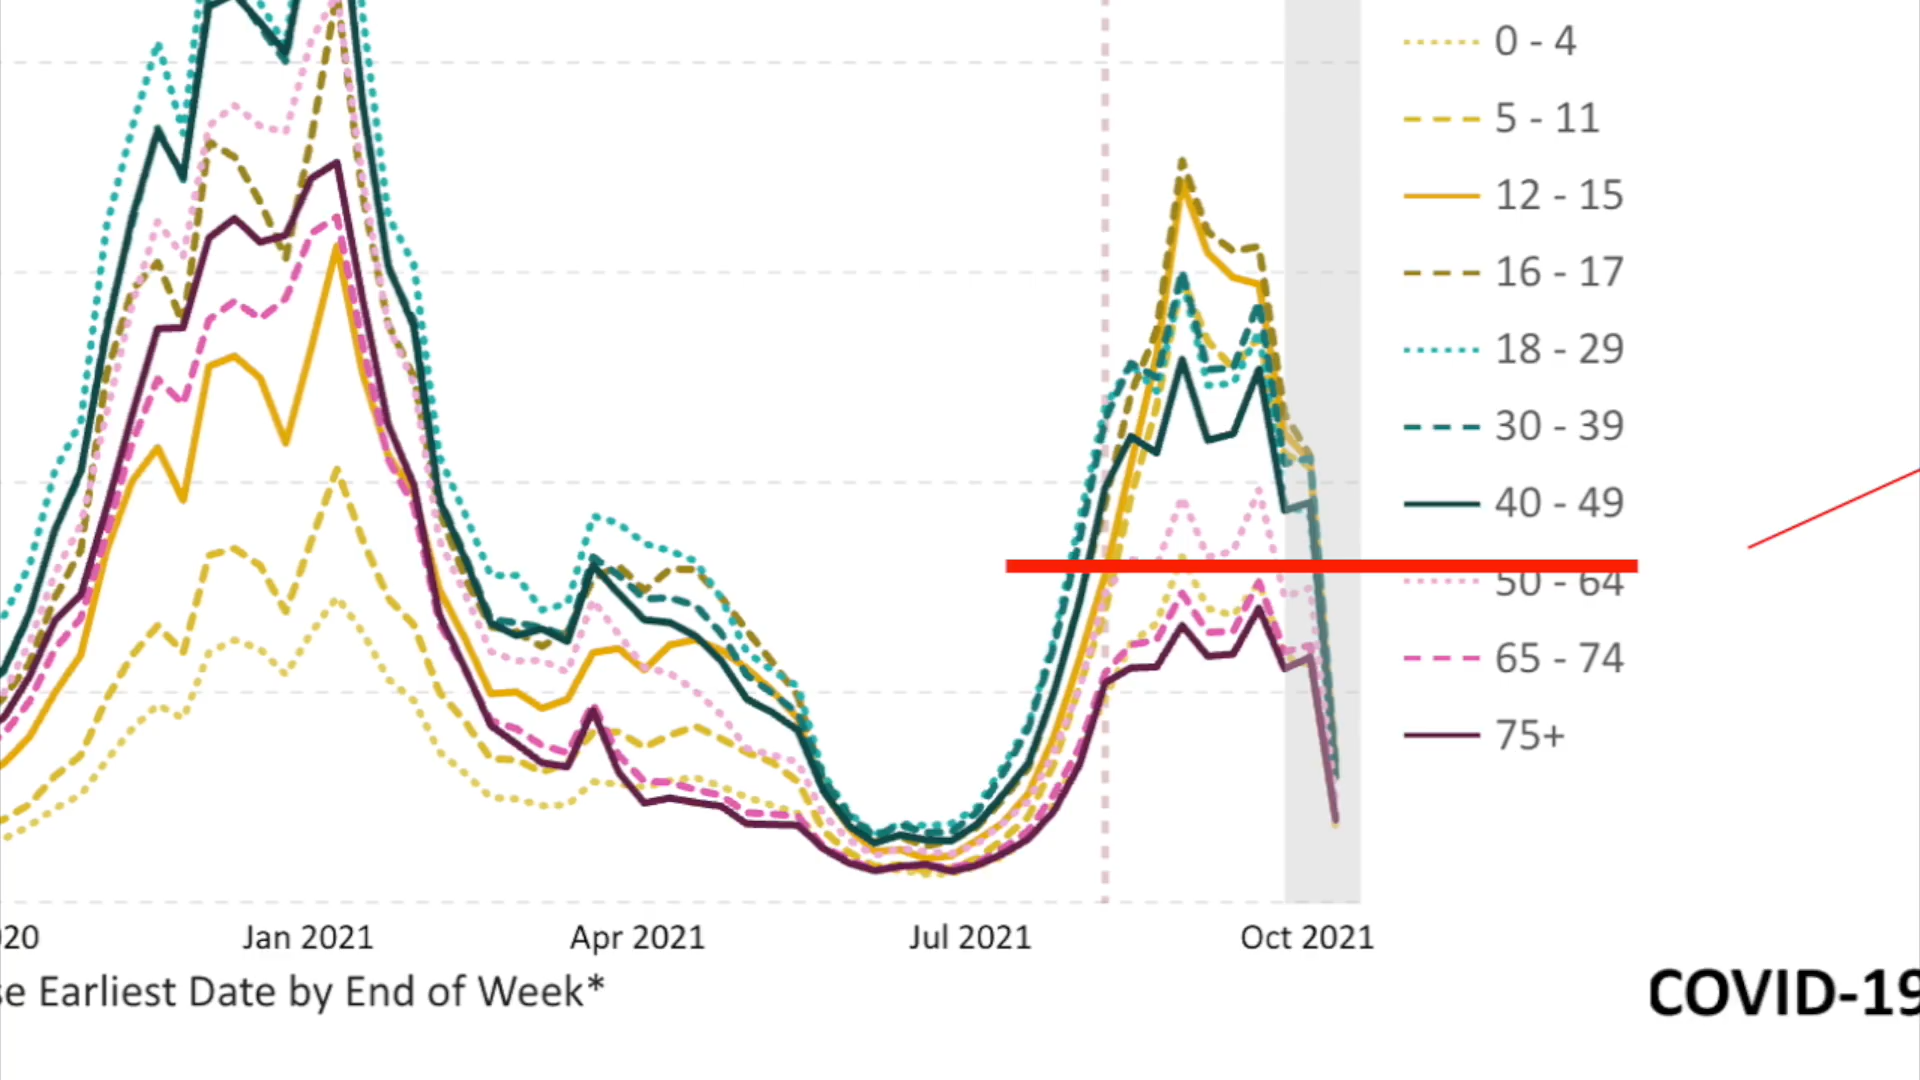 0 - 4
5 - 11
12 - 15
16 - 17
18 - 29
30 - 39
40 - 49
50 - 64
65 - 74
75+
20 Jan 2021 Apr 2021 Jul 2021 Oct 2021
se Earliest Date by End of Week*
COVID-19